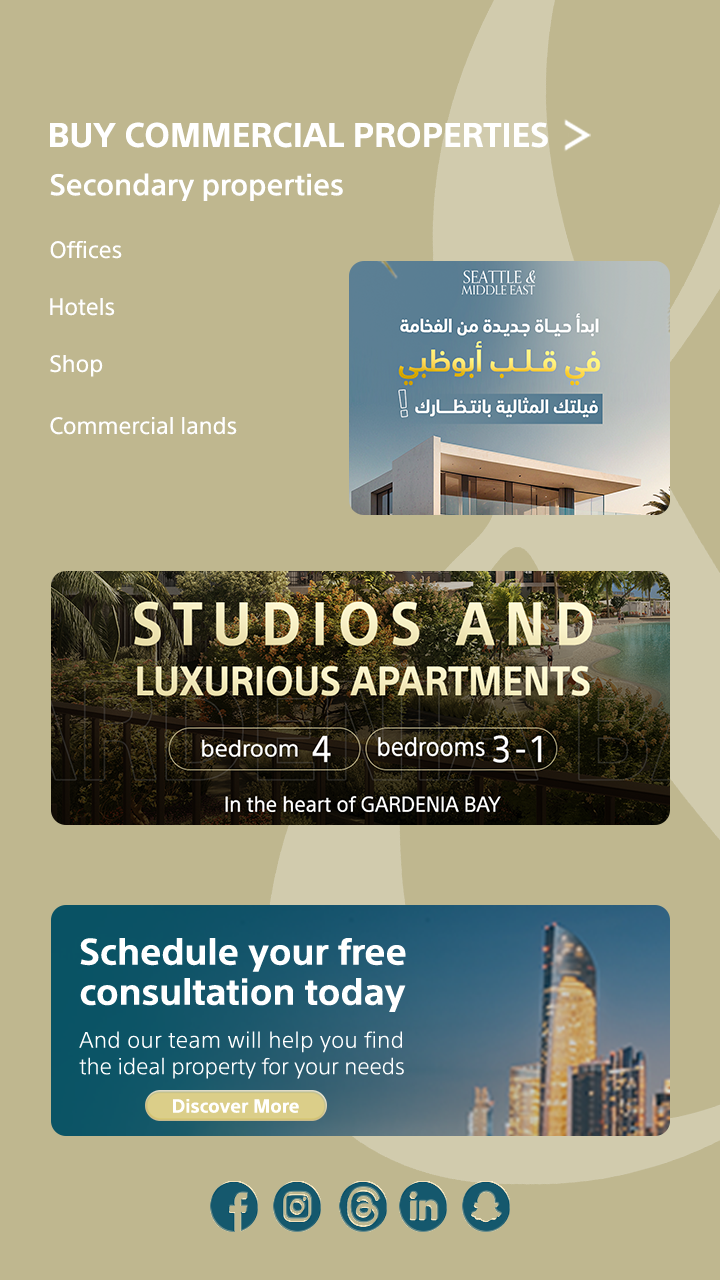 BUY COMMERCIAL PROPERTIES >
Secondary properties
Offices
Hotels
Shop
Commercial lands
SEATTLE &
MIDDLE EAST
ابدأ حياة جديدة من الفخامة
في قلب أبوظبي
فيلتك المثالية بانتظارك !
STUDIOS AND
LUXURIOUS APARTMENTS
bedroom 4 bedrooms 3-1
In the heart of GARDENIA BAY
Schedule your free
consultation today
And our team will help you find
the ideal property for your needs
Discover More